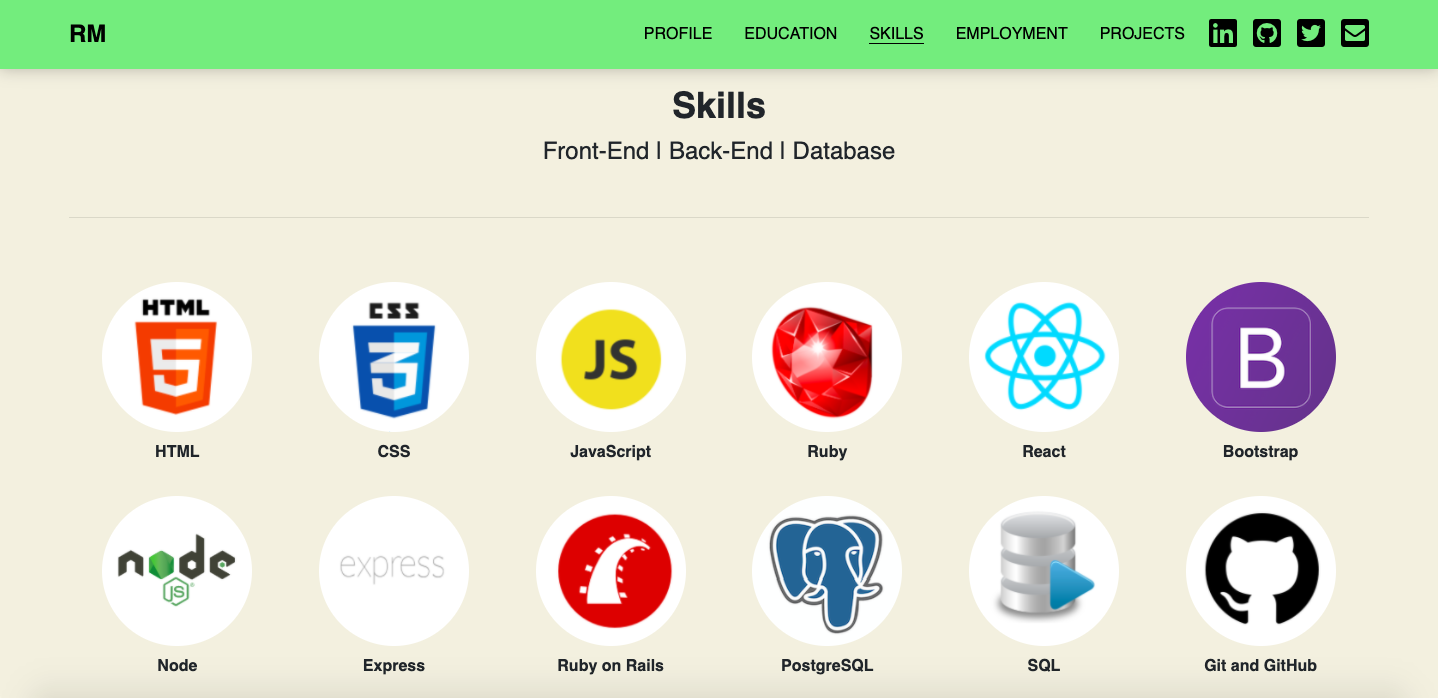 RM
PROFILE EDUCATION SKILLS EMPLOYMENT PROJECTS in
Skills
Front-End | Back-End | Database
HTML 5
CSS 3
JS
B
HTML CSS JavaScript Ruby React Bootstrap
node JS
express
Node Express Ruby on Rails PostgreSQL SQL Git and GitHub